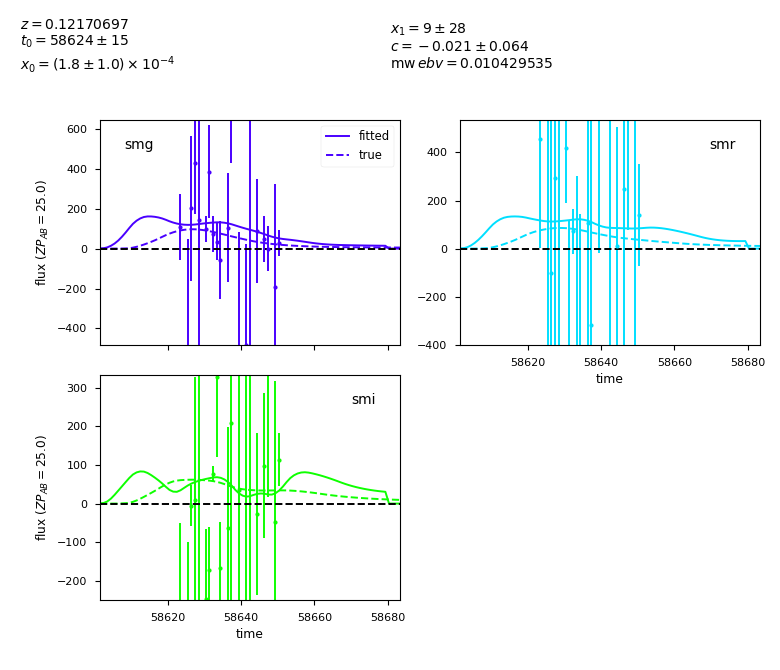 z = 0.12170697
t₀ = 58624 ± 15
x₀ = (1.8 ± 1.0) × 10⁻⁴
x₁ = 9 ± 28
c = −0.021 ± 0.064
mw ebv = 0.010429535
smg
fitted
true
600
400
200
0
−200
−400
flux (ZP_AB = 25.0)
smr
400
200
0
−200
−400
58620 58640 58660 58680
time
smi
300
200
100
0
−100
−200
flux (ZP_AB = 25.0)
58620 58640 58660 58680
time